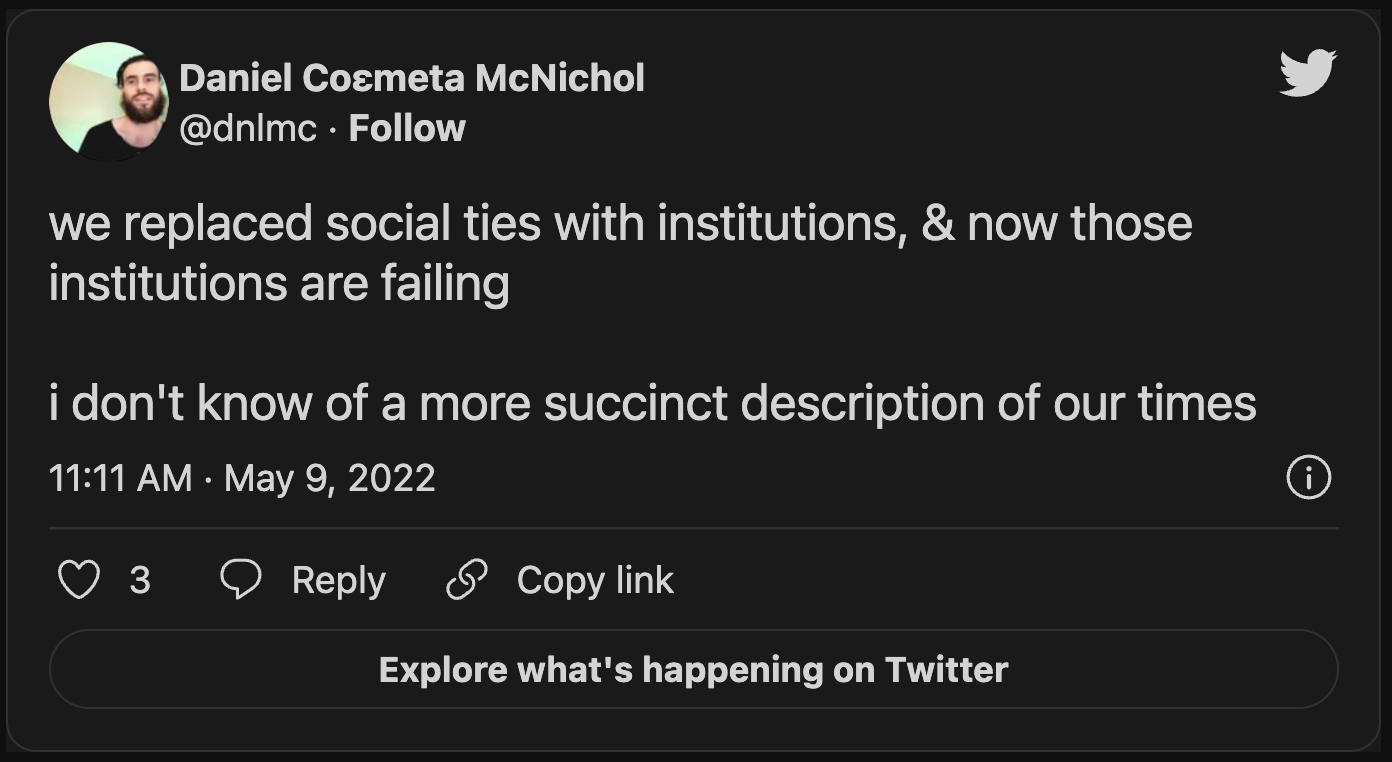 Daniel Coɛmeta McNichol
@dnlmc · Follow
we replaced social ties with institutions, & now those
institutions are failing
i don't know of a more succinct description of our times
11:11 AM · May 9, 2022
3 Reply Copy link
Explore what's happening on Twitter